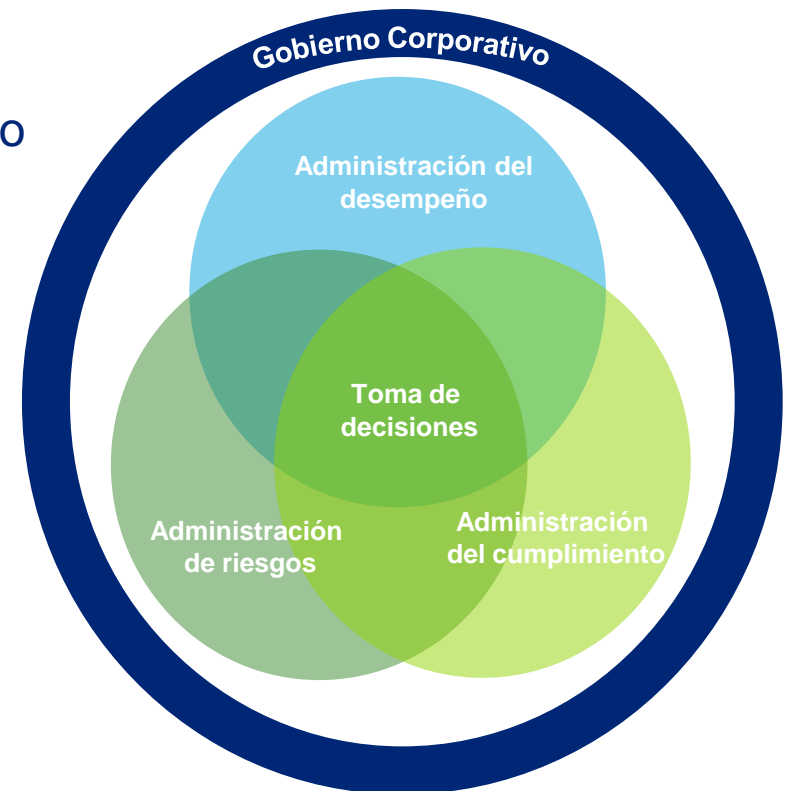 Gobierno Corporativo
o
Administración del
desempeño
Toma de
decisiones
Administración
de riesgos
Administración
del cumplimiento